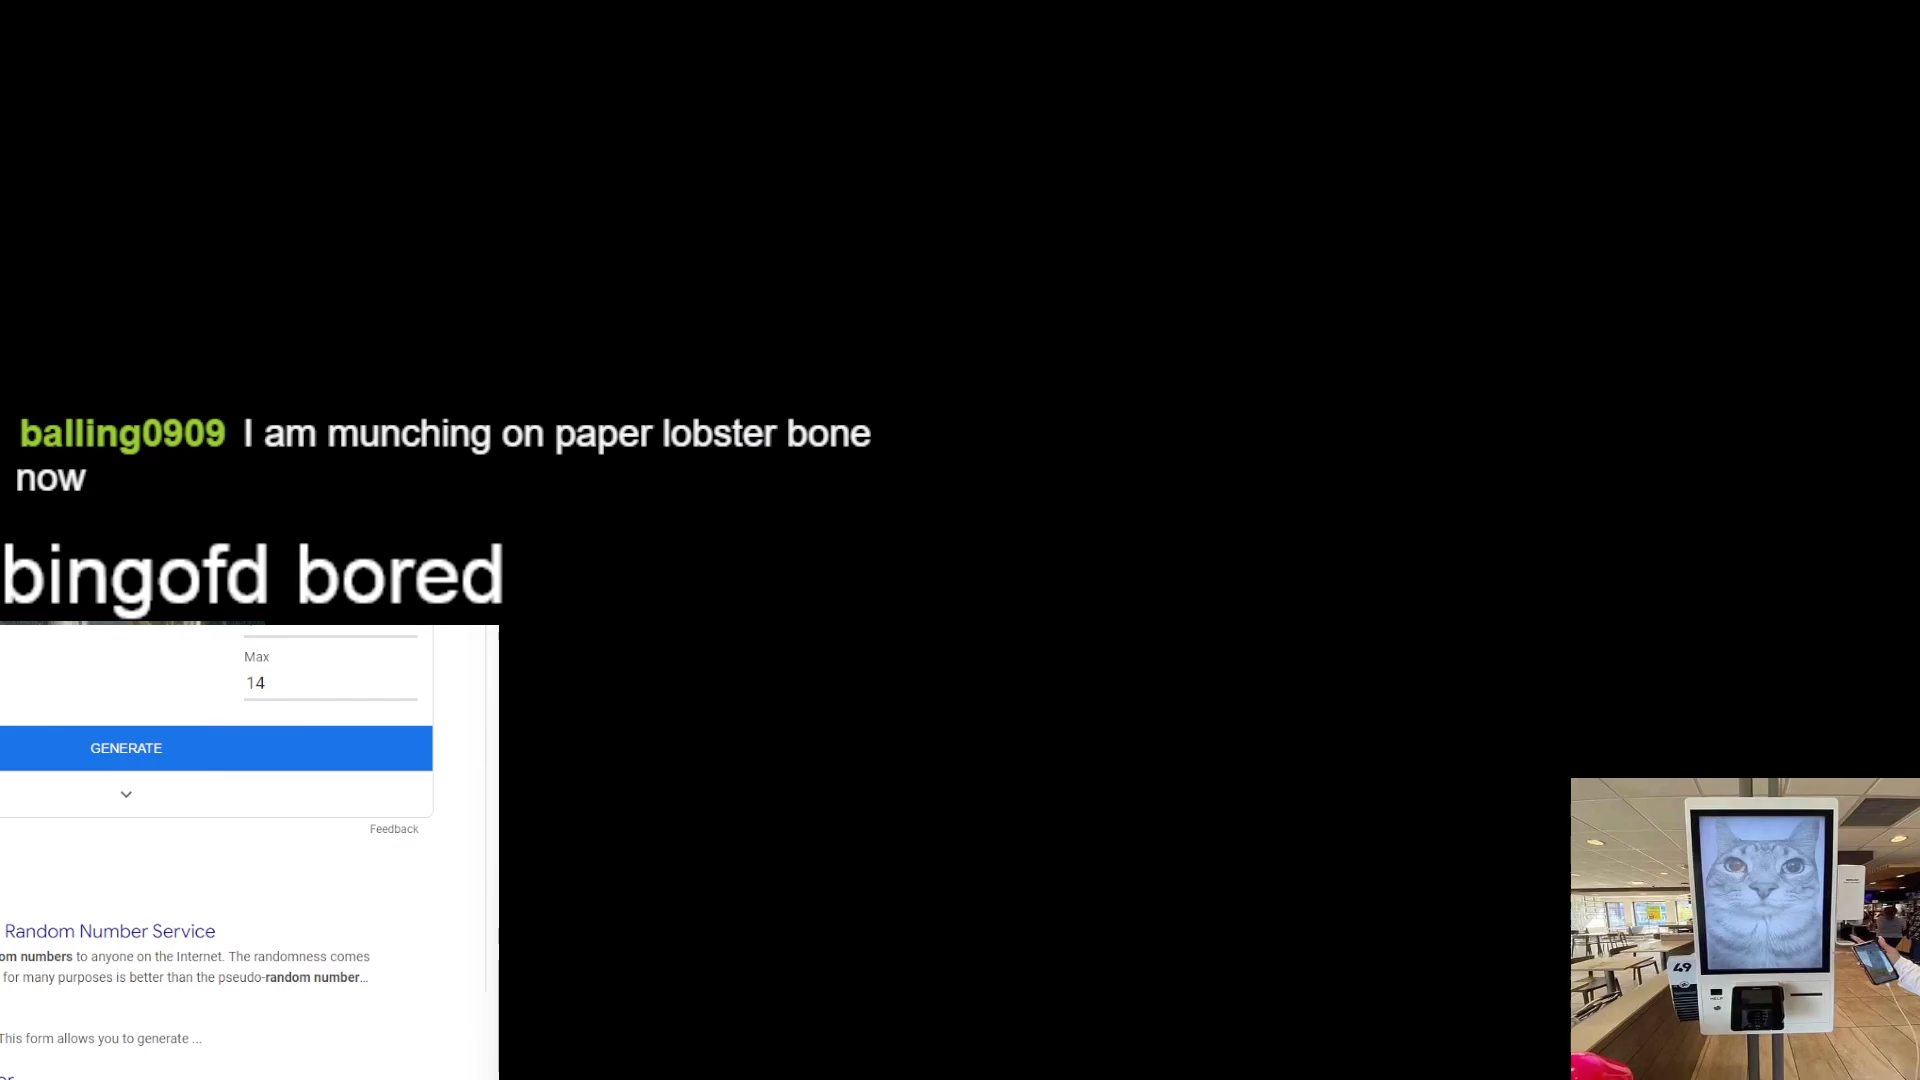 balling0909 I am munching on paper lobster bone
now
bingofd bored
Max
14
GENERATE
Feedback
Random Number Service
om numbers to anyone on the Internet. The randomness comes
for many purposes is better than the pseudo-random number...
This form allows you to generate ...
49
HELP